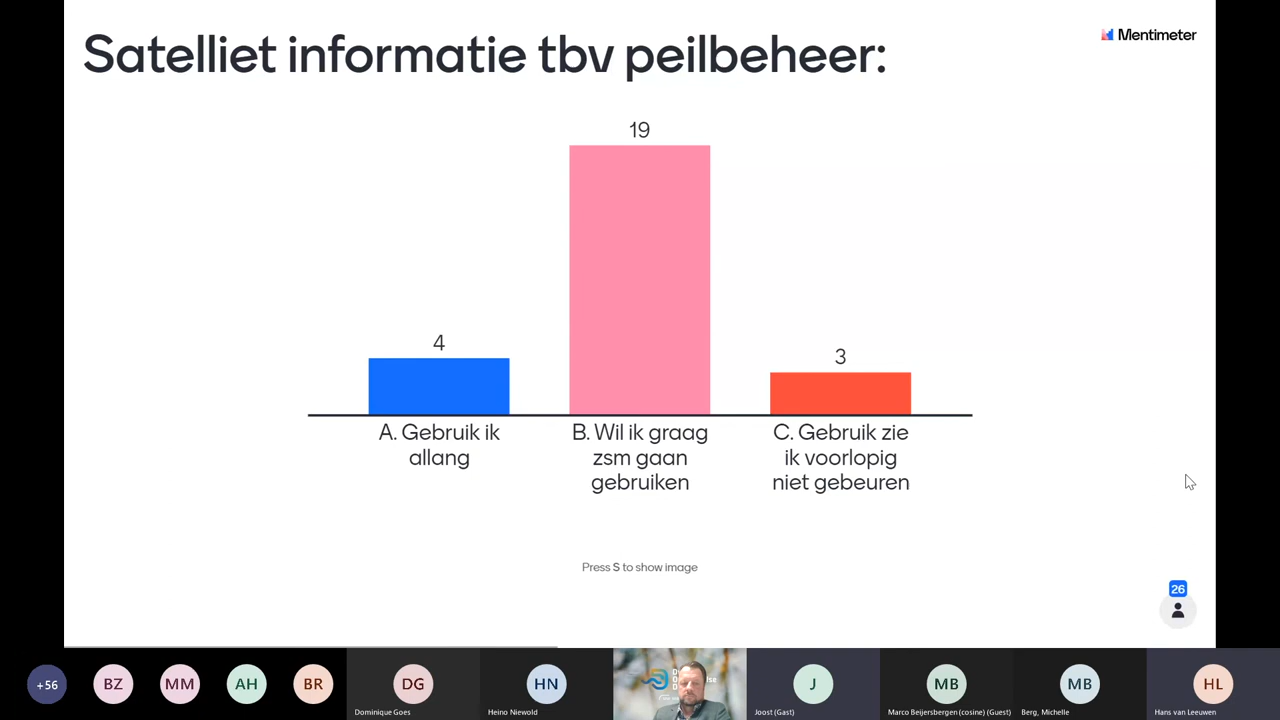 Satelliet informatie tbv peilbeheer:
Mentimeter
19
4
3
A. Gebruik ik
allang
B. Wil ik graag
zsm gaan
gebruiken
C. Gebruik zie
ik voorlopig
niet gebeuren
Press S to show image
26
+56
BZ
MM
AH
BR
DG
HN
J
MB
MB
HL
Dominique Goes
Heino Niewold
Joost (Gast)
Marco Beijersbergen (cosine) (Guest)
Berg, Michelle
Hans van Leeuwen